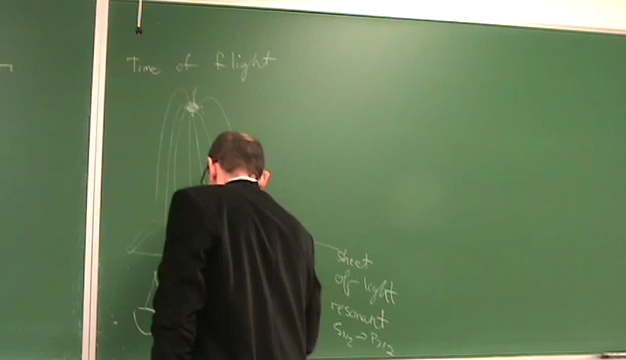 Time of flight
sheet
of light
resonant
S1/2 → P3/2